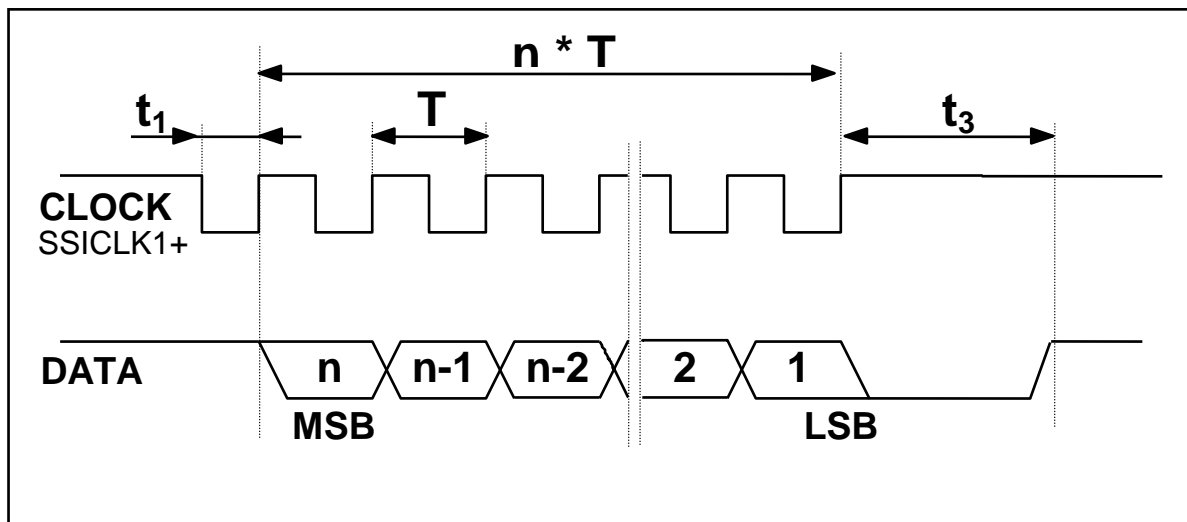 n * T
t₁
T
t₃
CLOCK
SSICLK1+
DATA
n
n-1
n-2
2
1
MSB
LSB